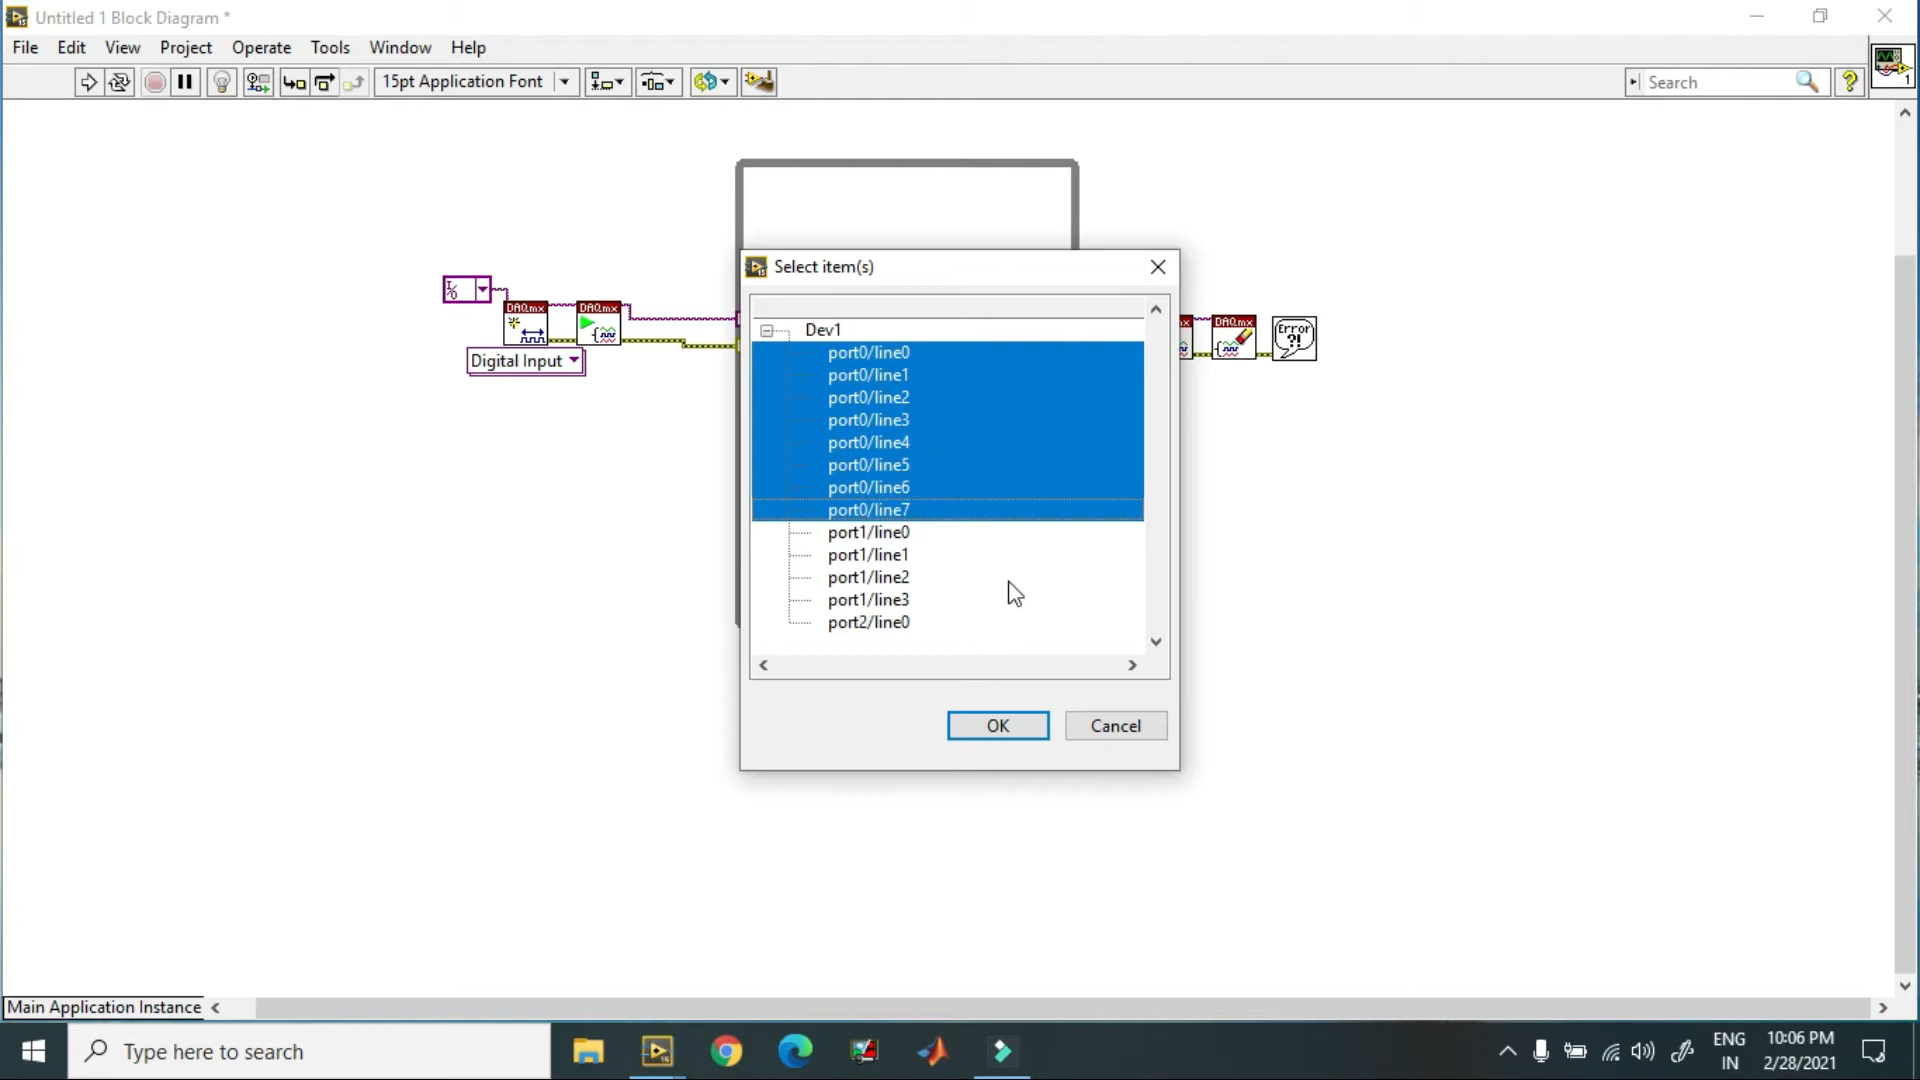 Untitled 1 Block Diagram *
File Edit View Project Operate Tools Window Help
15pt Application Font
Search
?
1
Select item(s)
Dev1
port0/line0
port0/line1
port0/line2
port0/line3
port0/line4
port0/line5
port0/line6
port0/line7
port1/line0
port1/line1
port1/line2
port1/line3
port2/line0
OK Cancel
I/O
DAQmx DAQmx
Digital Input
DAQmx
Error
?!
Main Application Instance
Type here to search
ENG
IN
10:06 PM
2/28/2021